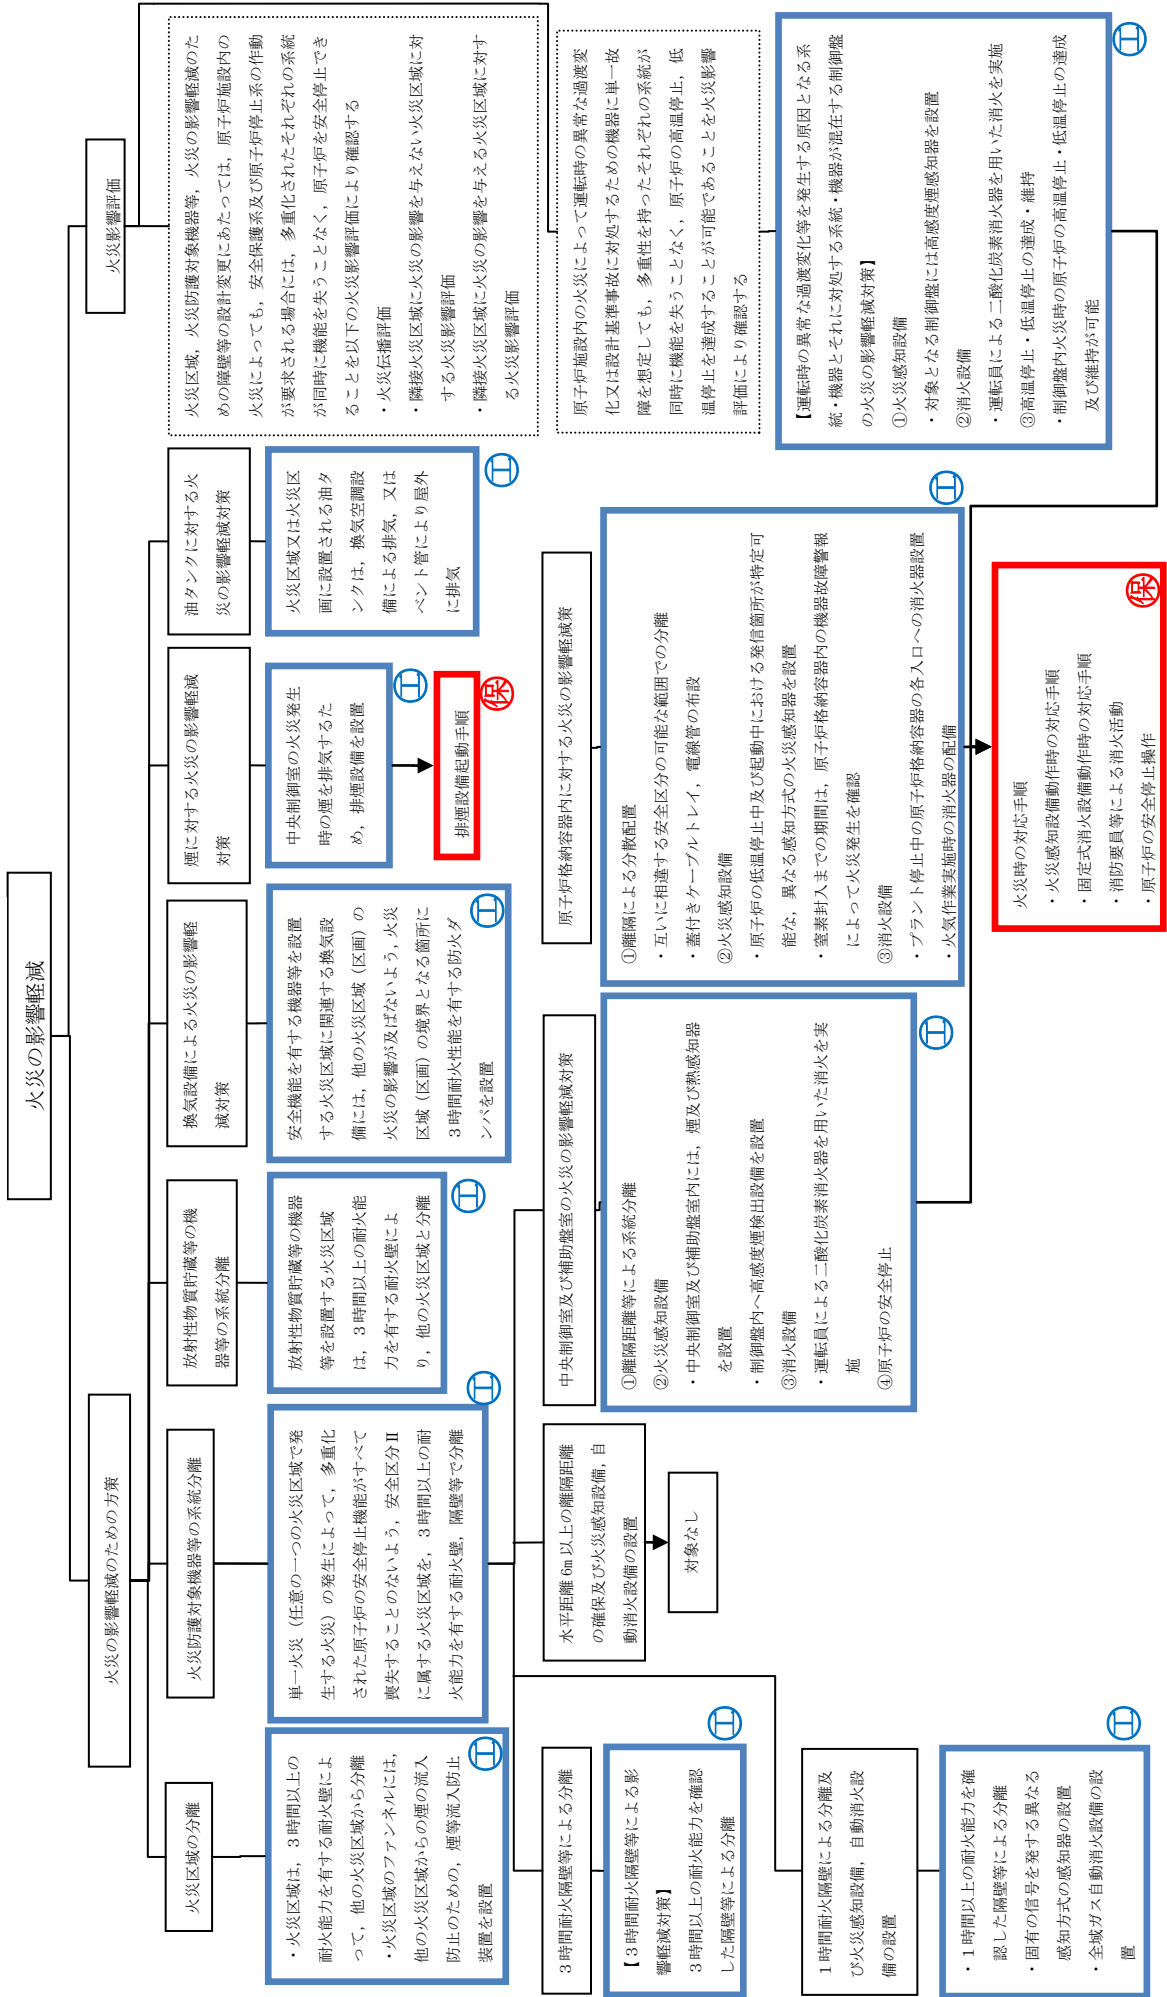 火災の影響軽減
火災の影響軽減のための方策
火災区域の分離
・火災区域は，３時間以上の
耐火能力を有する耐火壁によ
って，他の火災区域から分離
・火災区域のファンネルには，
他の火災区域からの煙の流入
防止のための，煙等流入防止
装置を設置
工
火災防護対象機器等の系統分離
単一火災（任意の一つの火災区域で発
生する火災）の発生によって，多重化
された原子炉の安全停止機能がすべて
喪失することのないよう，安全区分Ⅱ
に属する火災区域を，３時間以上の耐
火能力を有する耐火壁，隔壁等で分離
工
放射性物質貯蔵等の機
器等の系統分離
放射性物質貯蔵等の機器
等を設置する火災区域
は，３時間以上の耐火能
力を有する耐火壁によ
り，他の火災区域と分離
工
換気設備による火災の影響軽
減対策
安全機能を有する機器等を設置
する火災区域に関連する換気設
備には，他の火災区域（区画）の
火災の影響が及ばないよう，火災
区域（区画）の境界となる箇所に
３時間耐火性能を有する防火ダ
ンパを設置
工
煙に対する火災の影響軽減
対策
中央制御室の火災発生
時の煙を排気するた
め，排煙設備を設置
工
排煙設備起動手順
保
油タンクに対する火
災の影響軽減対策
火災区域又は火災区
画に設置される油タ
ンクは，換気空調設
備による排気，又は
ベント管により屋外
に排気
工
３時間耐火隔壁等による分離
【３時間耐火隔壁等による影
響軽減対策】
３時間以上の耐火能力を確認
した隔壁等による分離
工
１時間耐火隔壁による分離及
び火災感知設備，自動消火設
備の設置
・１時間以上の耐火能力を確
認した隔壁等による分離
・固有の信号を発する異なる
感知方式の感知器の設置
・全域ガス自動消火設備の設
置
工
水平距離 6m 以上の離隔距離
の確保及び火災感知設備，自
動消火設備の設置
対象なし
中央制御室及び補助盤室の火災の影響軽減対策
①離隔距離等による系統分離
②火災感知設備
・中央制御室及び補助盤室内には，煙及び熱感知器
を設置
・制御盤内へ高感度煙検出設備を設置
③消火設備
・運転員による二酸化炭素消火器を用いた消火を実
施
④原子炉の安全停止
工
原子炉格納容器内に対する火災の影響軽減策
①離隔による分散配置
・互いに相違する安全区分の可能な範囲での分離
・蓋付きケーブルトレイ，電線管の布設
②火災感知設備
・原子炉の低温停止中及び起動中における発信箇所が特定可
能な，異なる感知方式の火災感知器を設置
・窒素封入までの期間は，原子炉格納容器内の機器故障警報
によって火災発生を確認
③消火設備
・プラント停止中の原子炉格納容器の各入口への消火器設置
・火気作業実施時の消火器の配備
工
火災影響評価
火災区域，火災防護対象機器等，火災の影響軽減のた
めの障壁等の設計変更にあたっては，原子炉施設内の
火災によっても，安全保護系及び原子炉停止系の作動
が要求される場合には，多重化されたそれぞれの系統
が同時に機能を失うことなく，原子炉を安全停止でき
ることを以下の火災影響評価により確認する
・火災伝播評価
・隣接火災区域に火災の影響を与えない火災区域に対
する火災影響評価
・隣接火災区域に火災の影響を与える火災区域に対す
る火災影響評価
原子炉施設内の火災によって運転時の異常な過渡変
化又は設計基準事故に対処するための機器に単一故
障を想定しても，多重性を持ったそれぞれの系統が
同時に機能を失うことなく，原子炉の高温停止，低
温停止を達成することが可能であることを火災影響
評価により確認する
【運転時の異常な過渡変化等を発生する原因となる系
統・機器とそれに対処する系統・機器が混在する制御盤
の火災の影響軽減対策】
①火災感知設備
・対象となる制御盤には高感度煙感知器を設置
②消火設備
・運転員による二酸化炭素消火器を用いた消火を実施
③高温停止・低温停止の達成・維持
・制御盤内火災時の原子炉の高温停止・低温停止の達成
及び維持が可能
工
火災時の対応手順
・火災感知設備動作時の対応手順
・固定式消火設備動作時の対応手順
・消防要員等による消火活動
・原子炉の安全停止操作
保